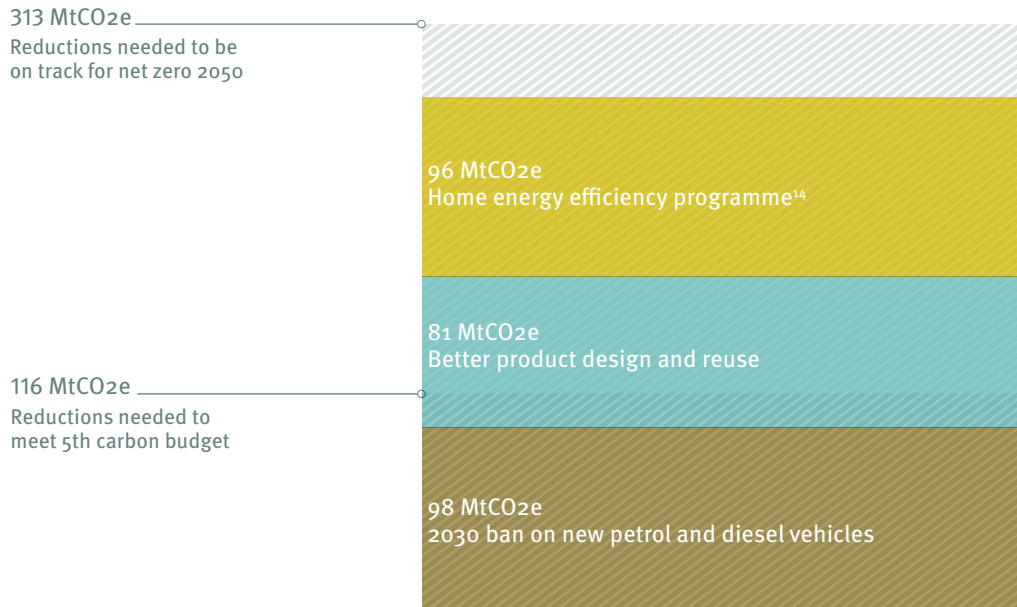 313 MtCO2e
Reductions needed to be
on track for net zero 2050
96 MtCO2e
Home energy efficiency programme¹⁴
81 MtCO2e
Better product design and reuse
116 MtCO2e
Reductions needed to
meet 5th carbon budget
98 MtCO2e
2030 ban on new petrol and diesel vehicles